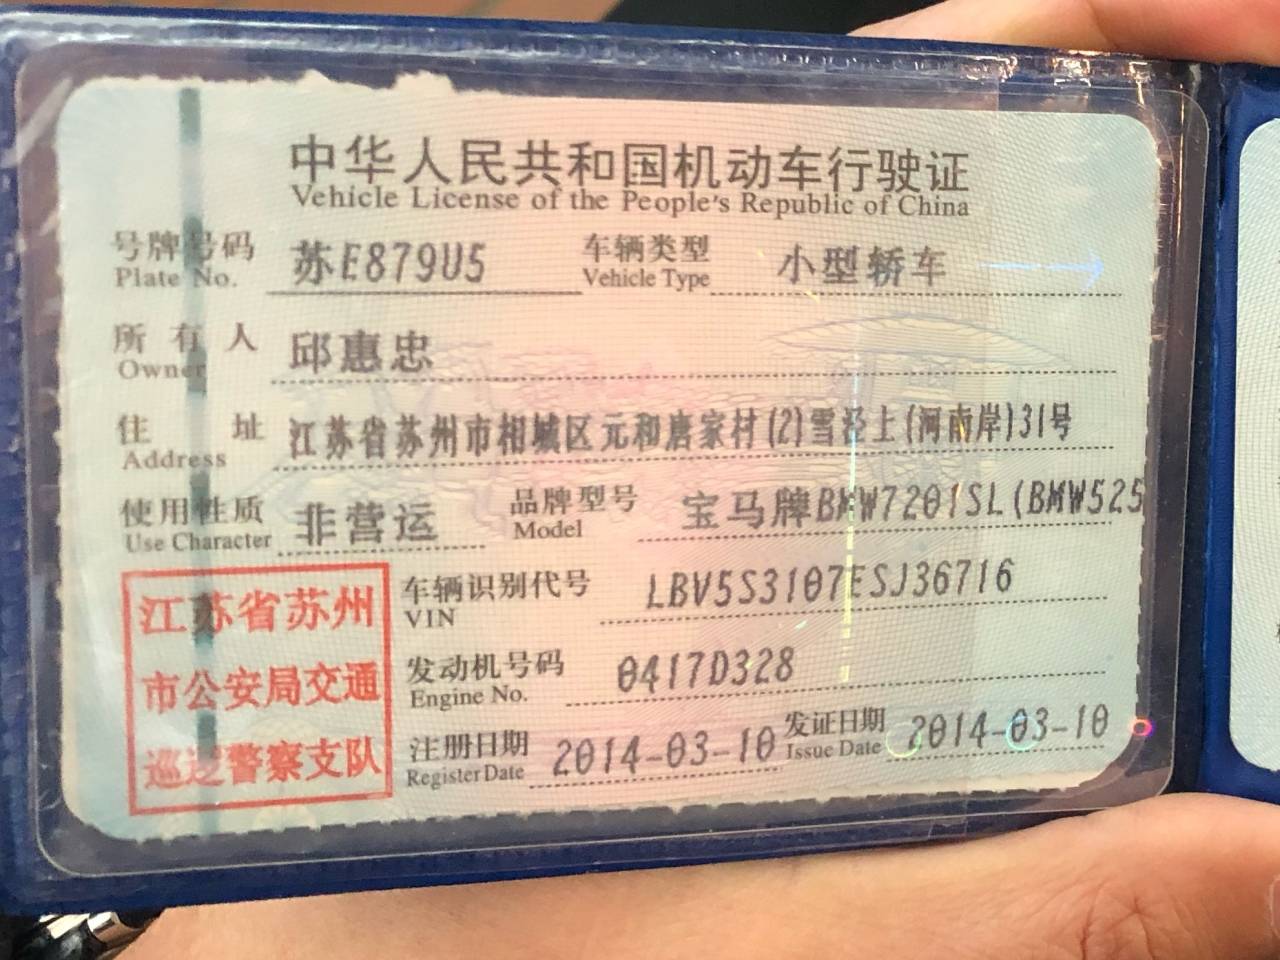 中华人民共和国机动车行驶证
Vehicle License of the People's Republic of China
号牌号码 苏E879U5 车辆类型 小型轿车
Plate No. Vehicle Type
所有人 邱惠忠
Owner
住址 江苏省苏州市相城区元和唐家村(2)雪泾上(河南岸)31号
Address
使用性质 非营运 品牌型号 宝马牌BMW7201SL(BMW525
Use Character Model
车辆识别代号 LBV5S3107ESJ36716
VIN
发动机号码 0417D328
Engine No.
注册日期 2014-03-10 发证日期 2014-03-10
Register Date Issue Date
江苏省苏州
市公安局交通
巡逻警察支队